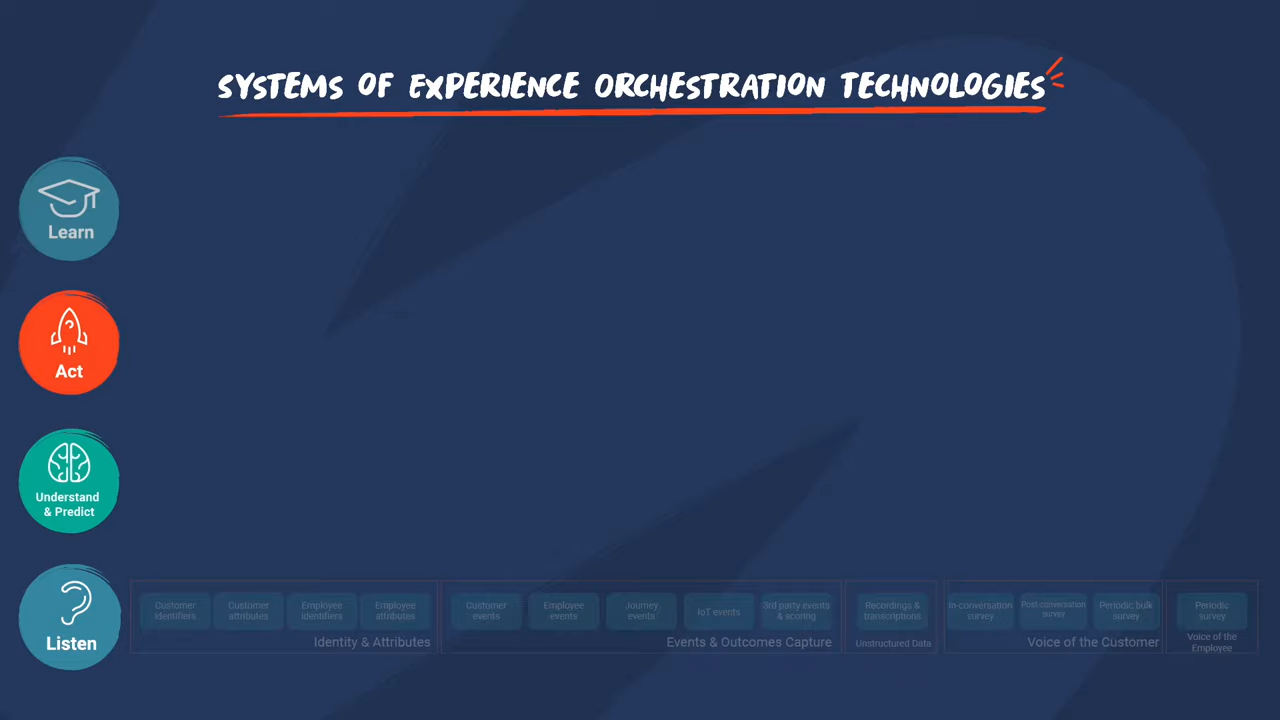 SYSTEMS OF EXPERIENCE ORCHESTRATION TECHNOLOGIES
Learn
Act
Understand
& Predict
Listen
Customer
identifiers
Customer
attributes
Employee
identifiers
Employee
attributes
Identity & Attributes
Customer
events
Employee
events
Journey
events
IoT events
3rd party events
& scoring
Events & Outcomes Capture
Recordings &
transcriptions
Unstructured Data
In-conversation
survey
Post-conversation
survey
Periodic bulk
survey
Voice of the Customer
Periodic
survey
Voice of the
Employee